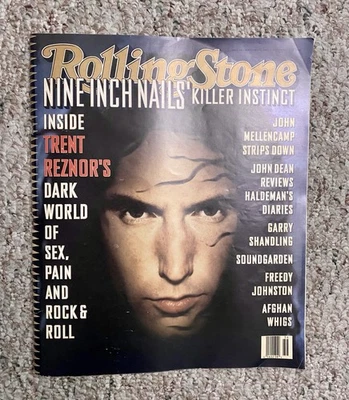 Rolling Stone
NINE INCH NAILS' KILLER INSTINCT
INSIDE
TRENT
REZNOR'S
DARK
WORLD
OF
SEX,
PAIN
AND
ROCK &
ROLL
JOHN
MELLENCAMP
STRIPS DOWN
JOHN DEAN
REVIEWS
HALDEMAN'S
DIARIES
GARRY
SHANDLING
SOUNDGARDEN
FREEDY
JOHNSTON
AFGHAN
WHIGS